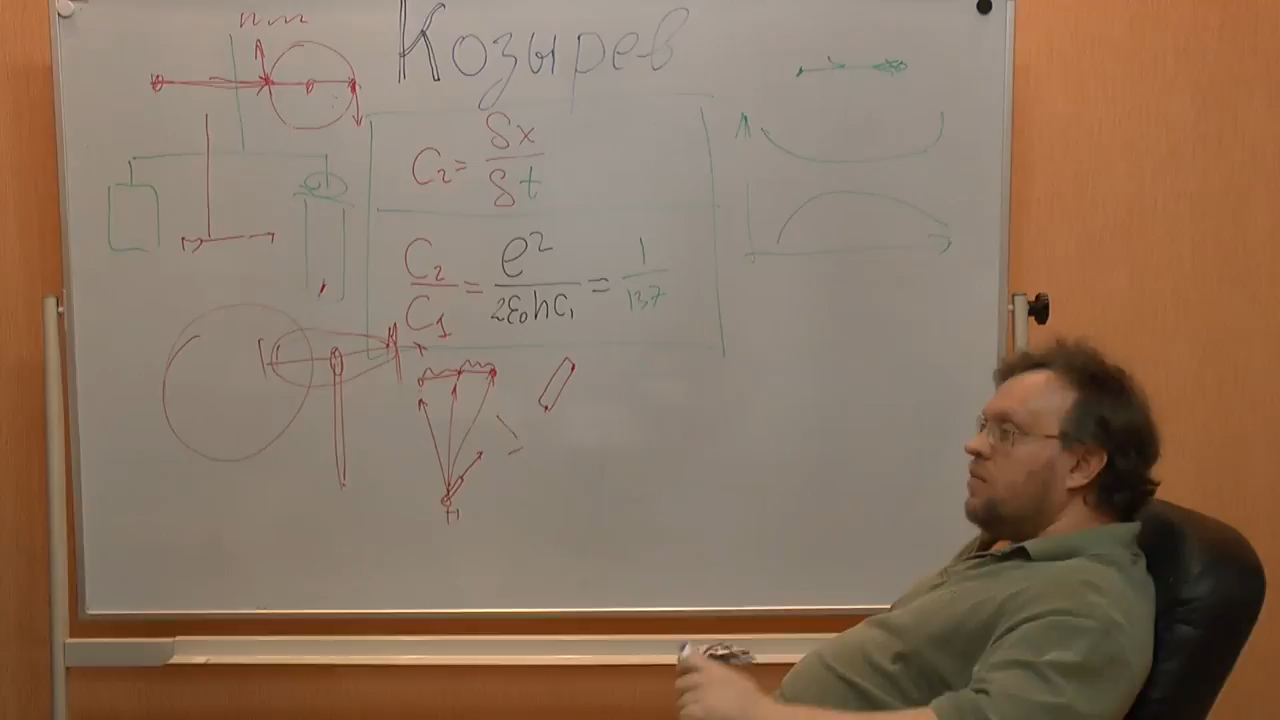 Козырев
C₂ = δx/δt
C₂/C₁ = e²/2ε₀hC₁ = 1/137